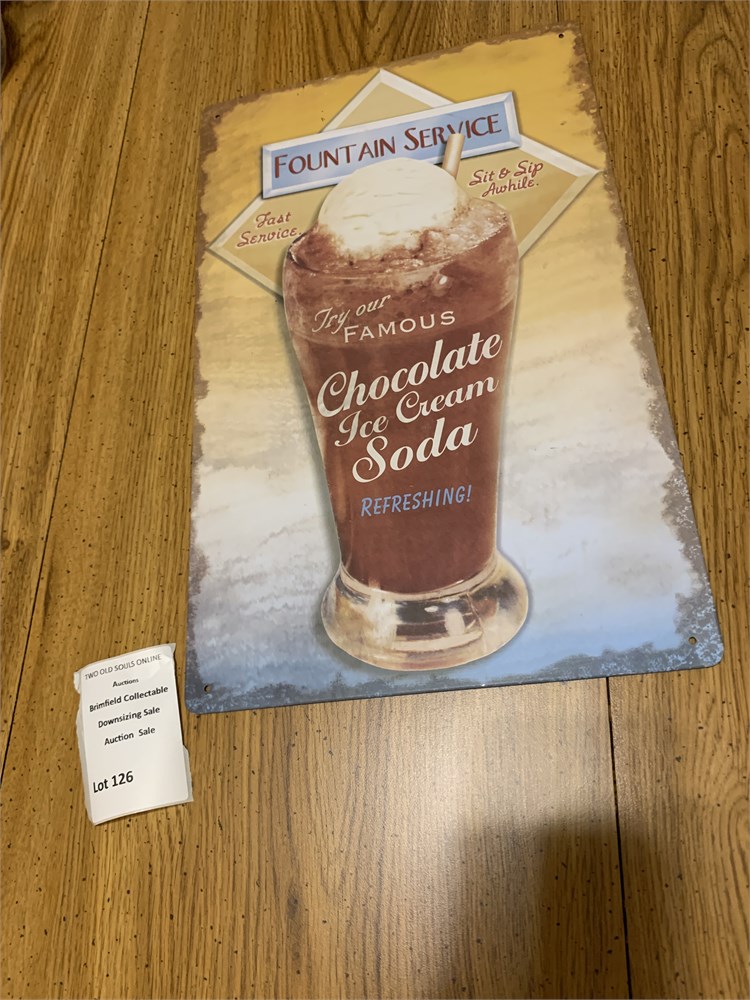 FOUNTAIN SERVICE
Sit & Sip
Awhile.
Fast
Service.
Try our
FAMOUS
Chocolate
Ice Cream
Soda
REFRESHING!
TWO OLD SOULS ONLINE
Auctions
Brimfield Collectable
Downsizing Sale
Auction Sale
Lot 126